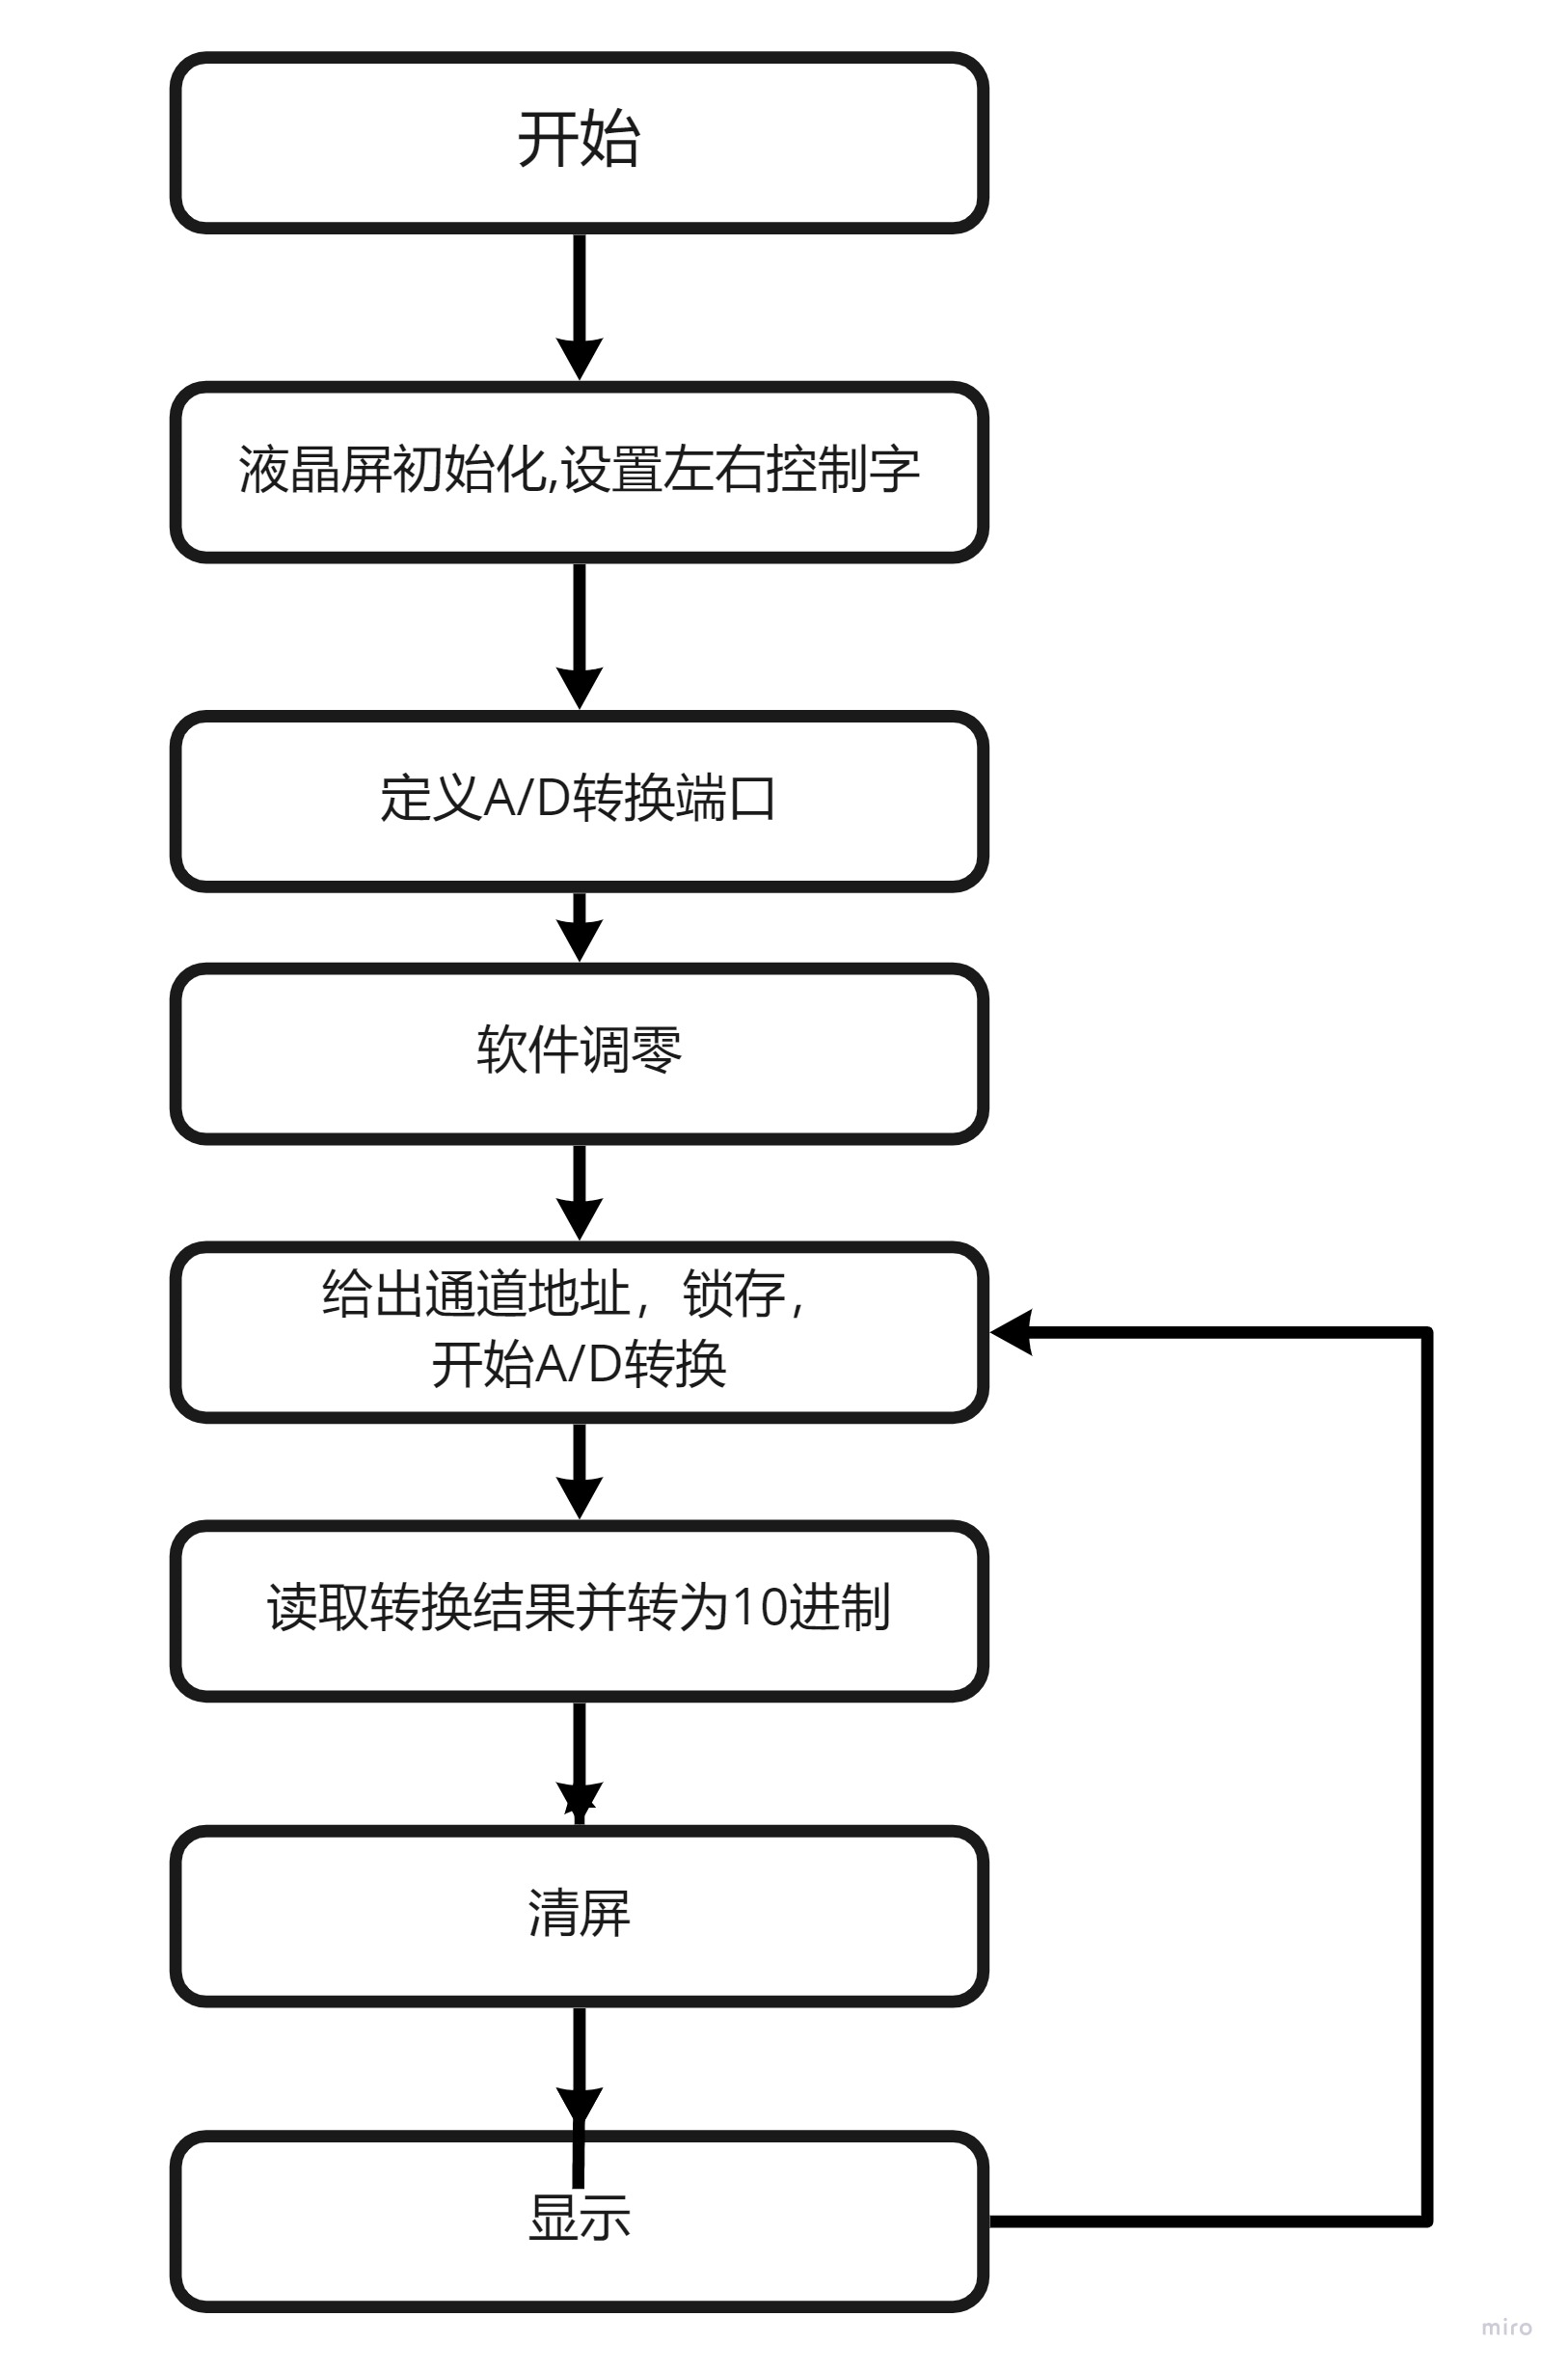 开始
液晶屏初始化,设置左右控制字
定义A/D转换端口
软件调零
给出通道地址，锁存，
开始A/D转换
读取转换结果并转为10进制
清屏
显示
miro